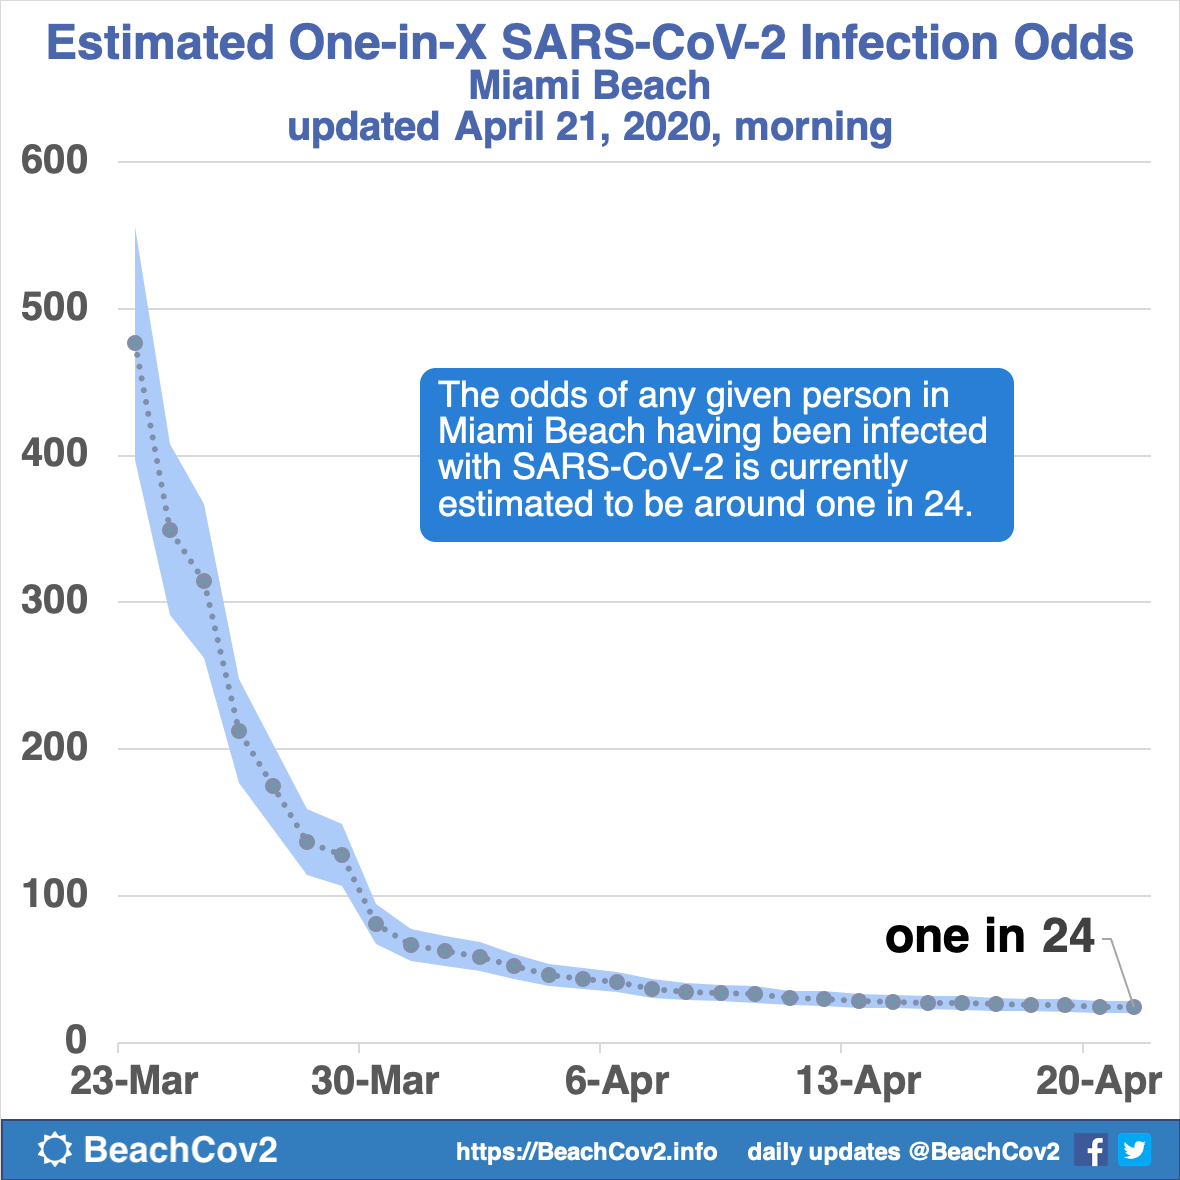 Estimated One-in-X SARS-CoV-2 Infection Odds
Miami Beach
updated April 21, 2020, morning
600
500
400
300
200
100
0
The odds of any given person in
Miami Beach having been infected
with SARS-CoV-2 is currently
estimated to be around one in 24.
one in 24
23-Mar 30-Mar 6-Apr 13-Apr 20-Apr
BeachCov2 https://BeachCov2.info daily updates @BeachCov2